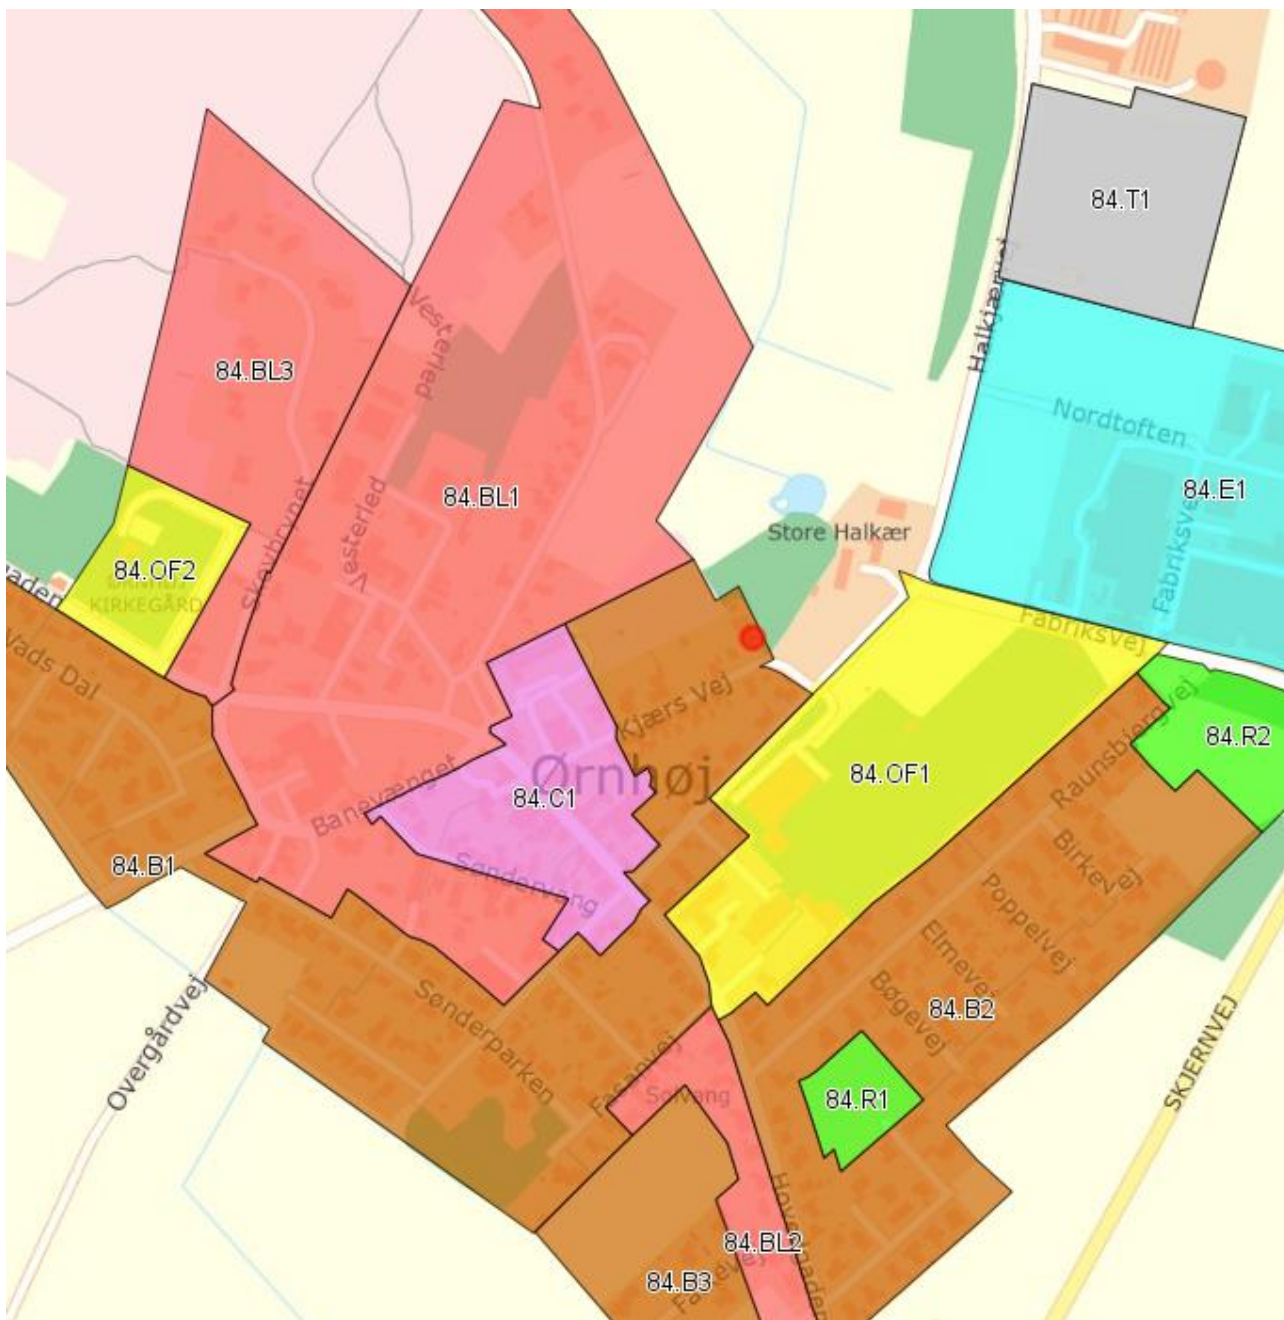 84.T1
Halkjærvej
84.BL3
Vesterled
Nordtoften
84.E1
84.BL1
Vesterled
Skovbrynet
Store Halkær
Fabriksvej
84.OF2
KIRKEGÅRD
Fabriksvej
Vads Dal
Kjærs Vej
Raunsbjergvej
84.R2
Ørnhøj
84.OF1
84.C1
Banevænget
Søndervang
84.B1
Birkevej
Poppelvej
Elmevej
Bøgevej
84.B2
Overgårdvej
Sønderparken
Fasanvej
Solvang
84.R1
SKJERNVEJ
Hovedgaden
84.BL2
84.B3